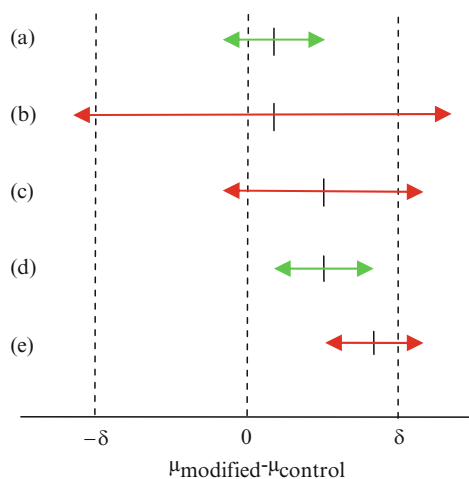 (a)
(b)
(c)
(d)
(e)
−δ 0 δ
μmodified-μcontrol